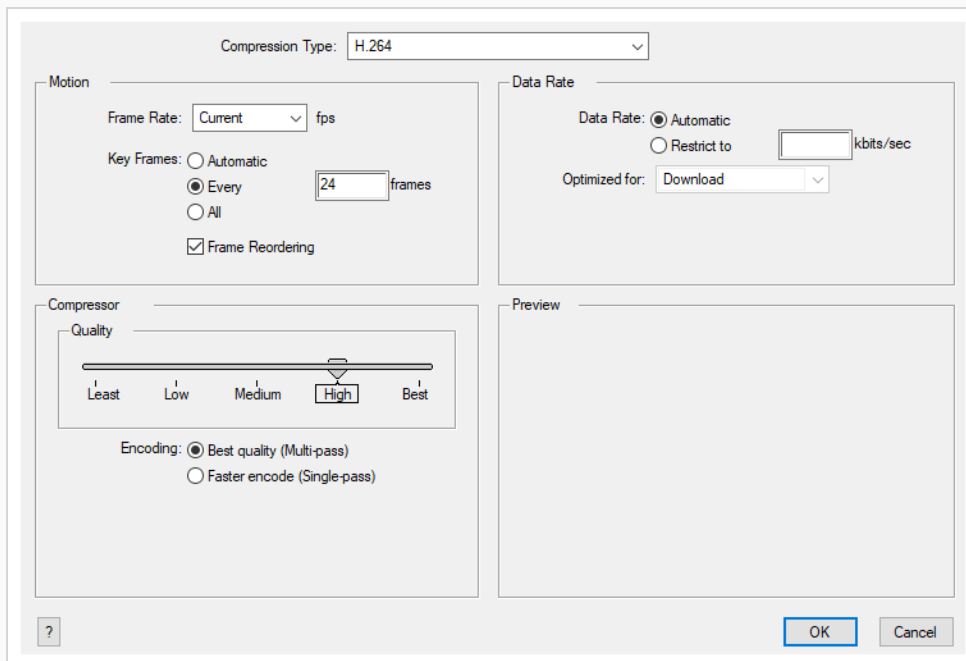 Compression Type: H.264
Motion
Frame Rate: Current fps
Key Frames: Automatic
Every 24 frames
All
Frame Reordering
Data Rate
Data Rate: Automatic
Restrict to kbits/sec
Optimized for: Download
Compressor
Quality
Least Low Medium High Best
Encoding: Best quality (Multi-pass)
Faster encode (Single-pass)
Preview
?
OK Cancel